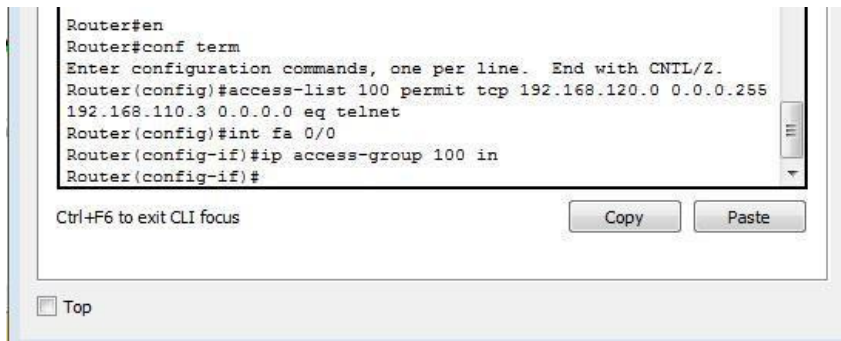 Router#en
Router#conf term
Enter configuration commands, one per line.  End with CNTL/Z.
Router(config)#access-list 100 permit tcp 192.168.120.0 0.0.0.255
192.168.110.3 0.0.0.0 eq telnet
Router(config)#int fa 0/0
Router(config-if)#ip access-group 100 in
Router(config-if)#
Ctrl+F6 to exit CLI focus
Copy
Paste
Top